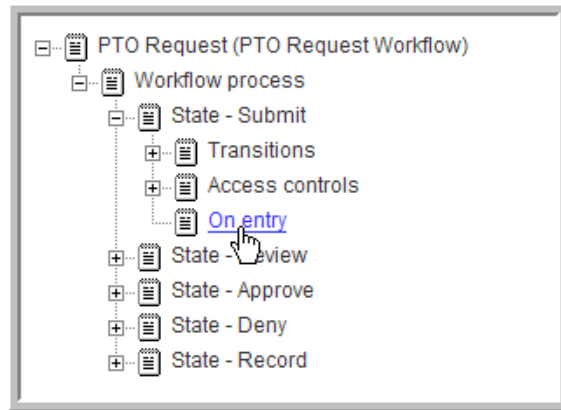 PTO Request (PTO Request Workflow)
Workflow process
State - Submit
Transitions
Access controls
On entry
State - Review
State - Approve
State - Deny
State - Record